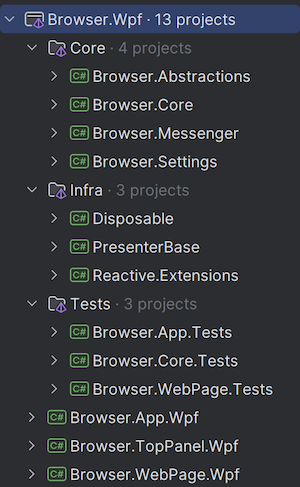 Browser.Wpf · 13 projects
Core · 4 projects
C# Browser.Abstractions
C# Browser.Core
C# Browser.Messenger
C# Browser.Settings
Infra · 3 projects
C# Disposable
C# PresenterBase
C# Reactive.Extensions
Tests · 3 projects
C# Browser.App.Tests
C# Browser.Core.Tests
C# Browser.WebPage.Tests
C# Browser.App.Wpf
C# Browser.TopPanel.Wpf
C# Browser.WebPage.Wpf